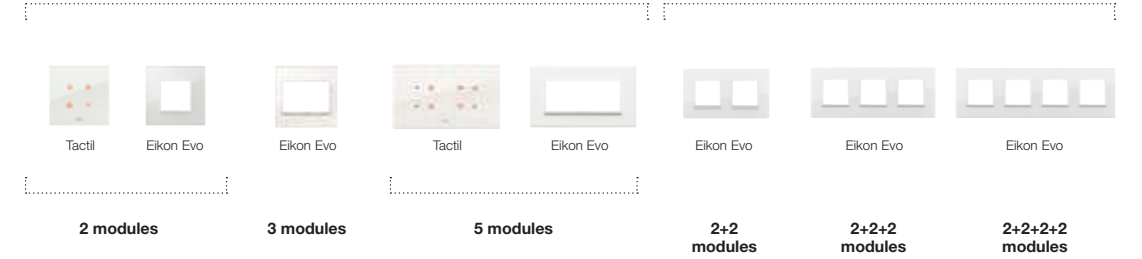 Tactil
Eikon Evo
Eikon Evo
Tactil
Eikon Evo
Eikon Evo
Eikon Evo
Eikon Evo
2 modules
3 modules
5 modules
2+2
modules
2+2+2
modules
2+2+2+2
modules